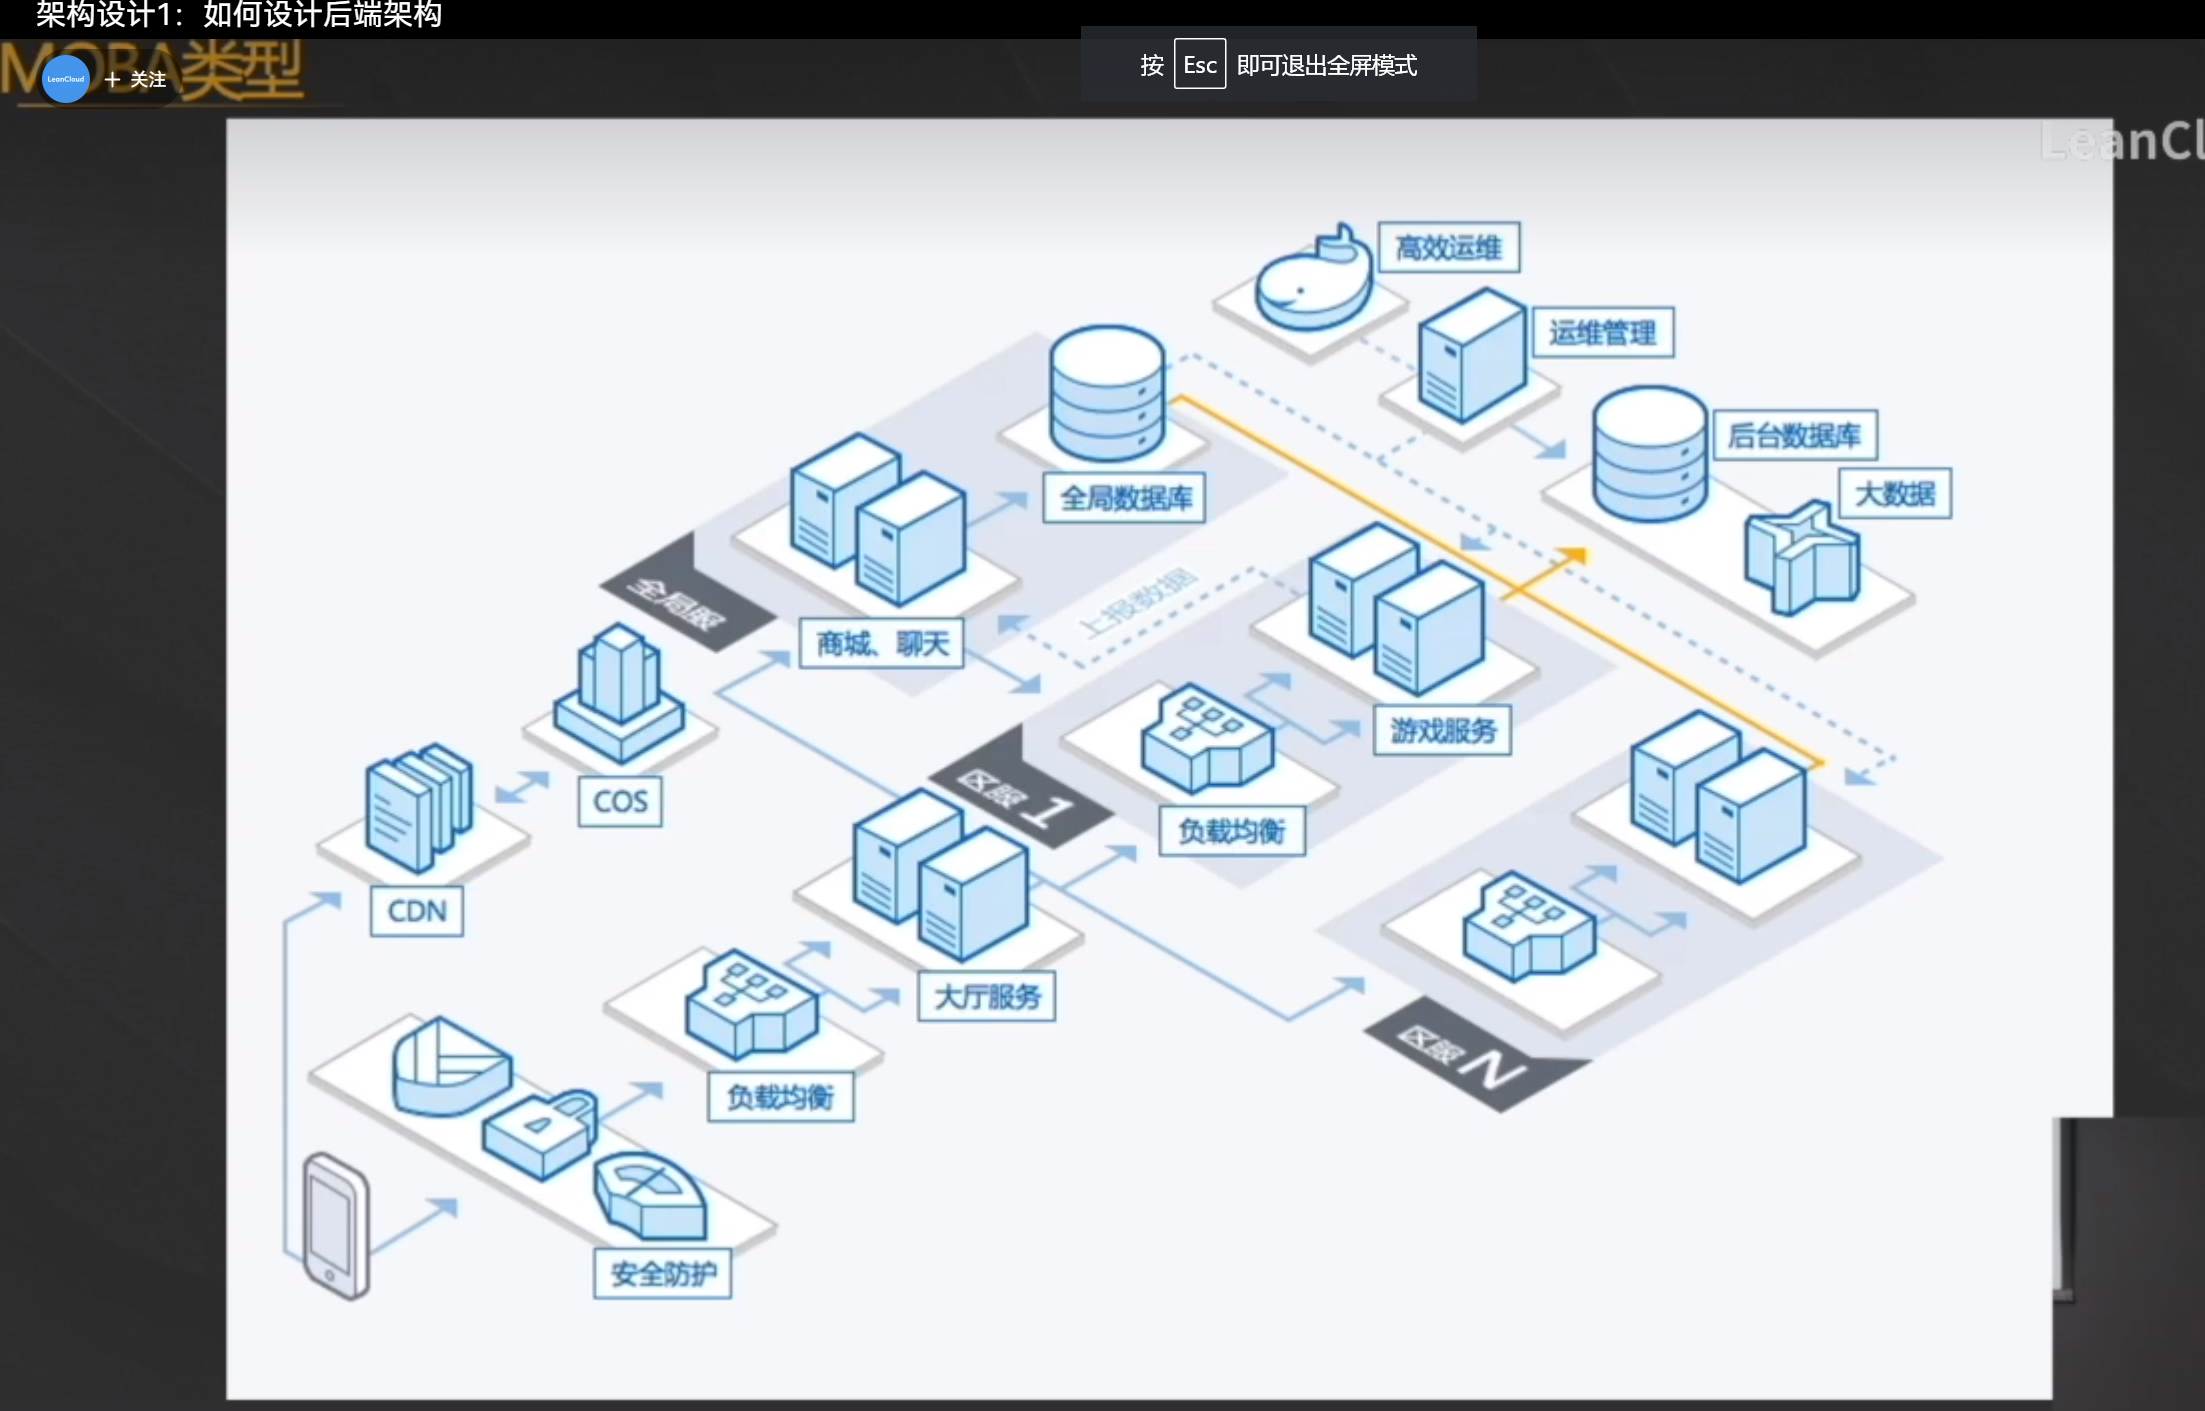 架构设计1：如何设计后端架构
MOBA类型
LeanCloud
+ 关注
按 Esc 即可退出全屏模式
LeanCl
高效运维
运维管理
后台数据库
大数据
全局数据库
全局服
商城、聊天
上报数据
游戏服务
COS
区服 1
负载均衡
CDN
大厅服务
区服 N
负载均衡
安全防护